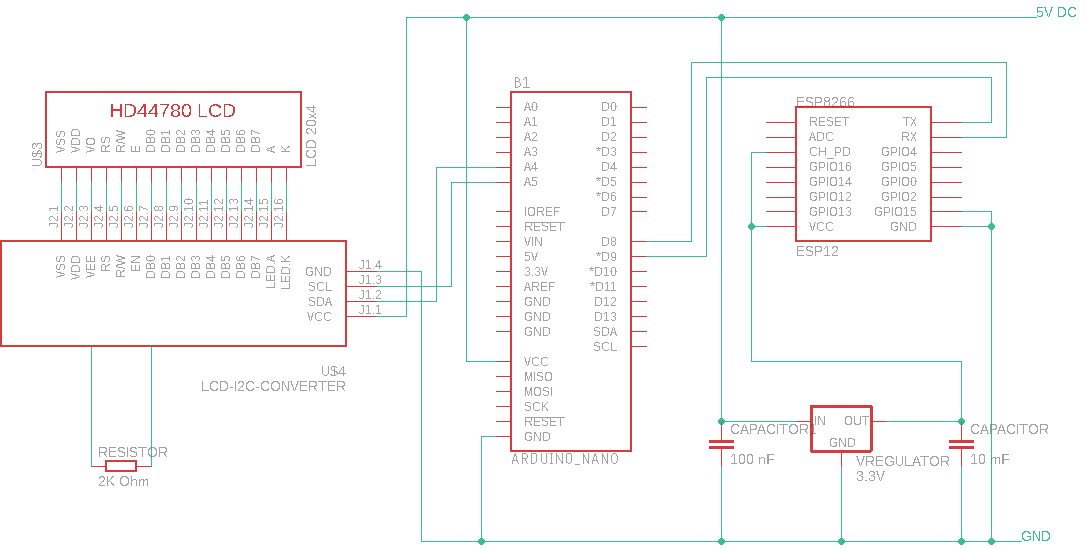 5V DC
HD44780 LCD
VSS
VDD
VO
RS
R/W
E
DB0
DB1
DB2
DB3
DB4
DB5
DB6
DB7
A
K
U$3
LCD 20x4
J2.1
J2.2
J2.3
J2.4
J2.5
J2.6
J2.7
J2.8
J2.9
J2.10
J2.11
J2.12
J2.13
J2.14
J2.15
J2.16
VSS
VDD
VEE
RS
R/W
EN
DB0
DB1
DB2
DB3
DB4
DB5
DB6
DB7
LED.A
LED.K
GND J1.4
SCL J1.3
SDA J1.2
VCC J1.1
U$4
LCD-I2C-CONVERTER
RESISTOR
2K Ohm
B1
A0 D0
A1 D1
A2 D2
A3 *D3
A4 D4
A5 *D5
*D6
IOREF D7
RESET
VIN D8
5V *D9
3.3V *D10
AREF *D11
GND D12
GND D13
GND SDA
SCL
VCC
MISO
MOSI
SCK
RESET
GND
ARDUINO_NANO
ESP8266
RESET TX
ADC RX
CH_PD GPIO4
GPIO16 GPIO5
GPIO14 GPIO0
GPIO12 GPIO2
GPIO13 GPIO15
VCC GND
ESP12
CAPACITOR1
100 nF
IN OUT
GND
VREGULATOR
3.3V
CAPACITOR
10 mF
GND